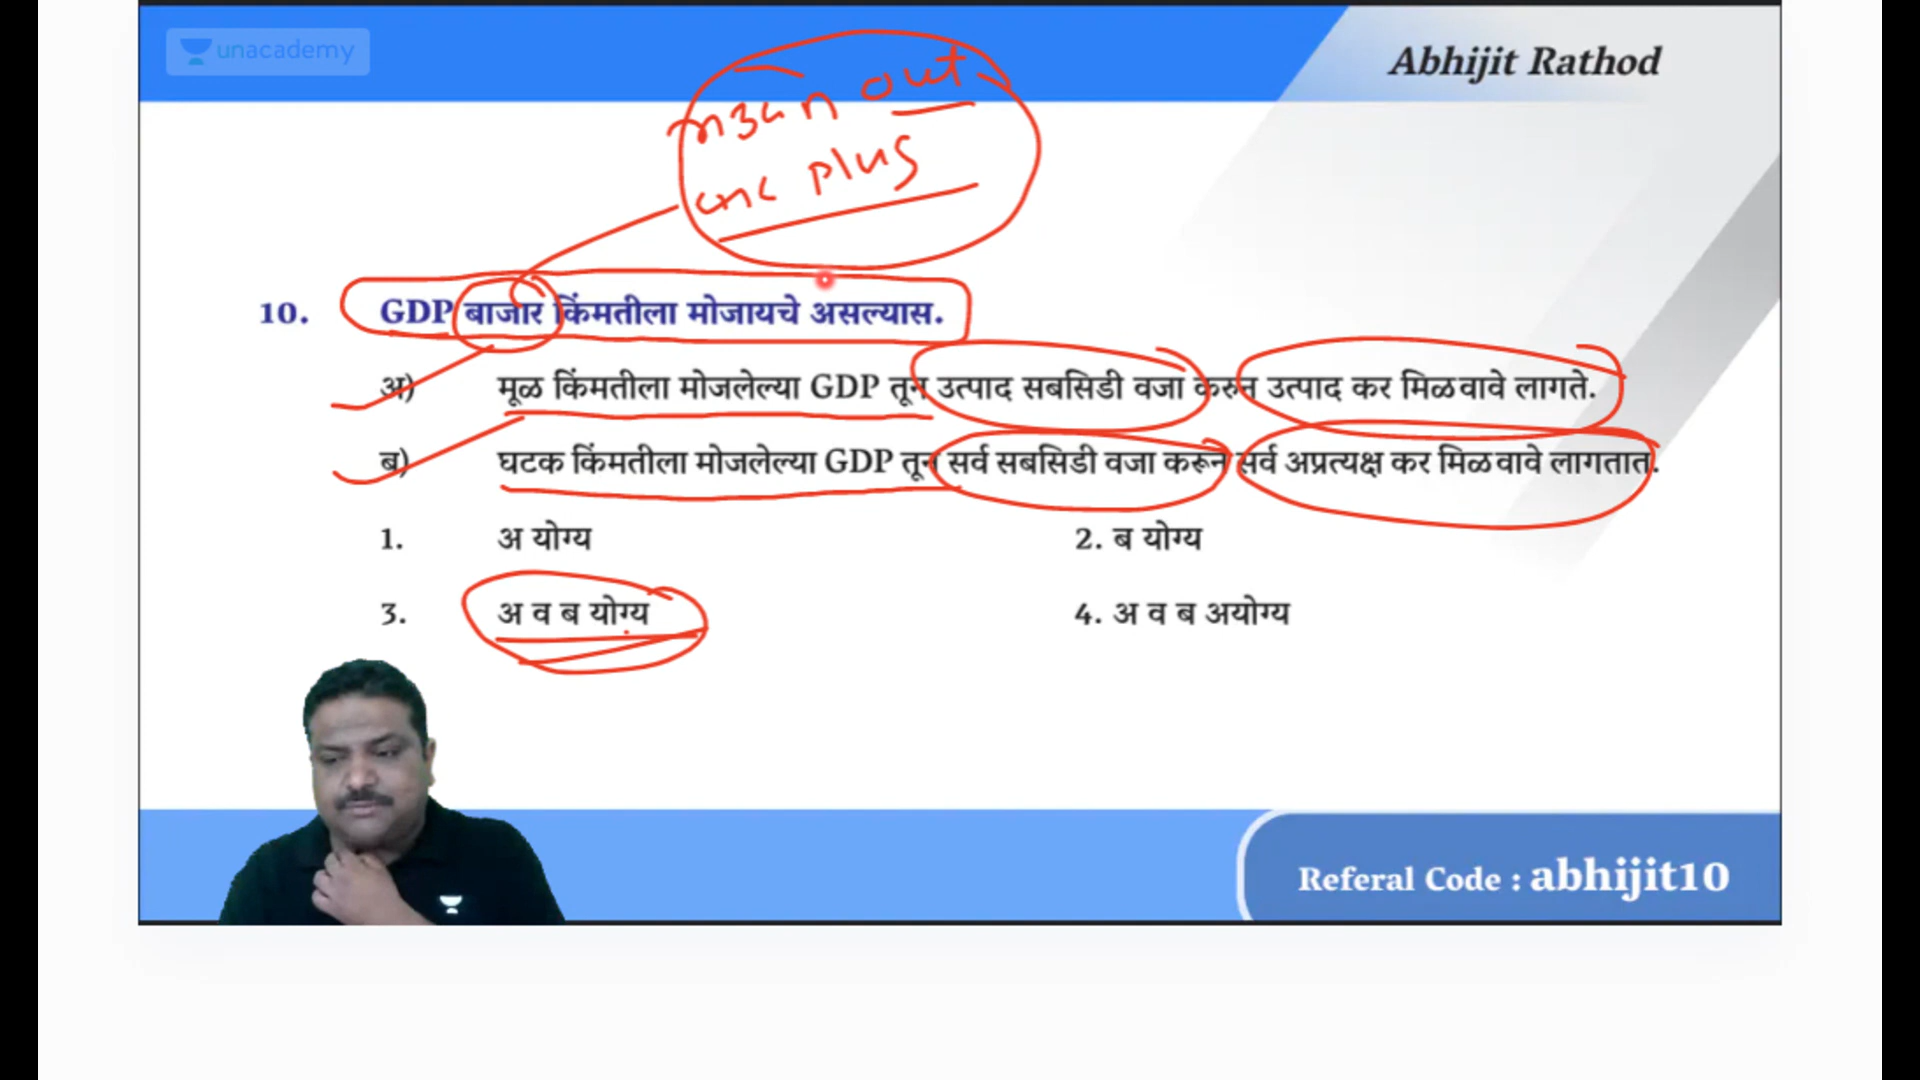 unacademy
Abhijit Rathod
out
plus
10. GDP बाजार किंमतीला मोजायचे असल्यास.
अ) मूळ किंमतीला मोजलेल्या GDP तून उत्पाद सबसिडी वजा करुन उत्पाद कर मिळवावे लागते.
ब) घटक किंमतीला मोजलेल्या GDP तून सर्व सबसिडी वजा करून सर्व अप्रत्यक्ष कर मिळवावे लागतात.
1. अ योग्य 2. ब योग्य
3. अ व ब योग्य 4. अ व ब अयोग्य
Referal Code : abhijit10